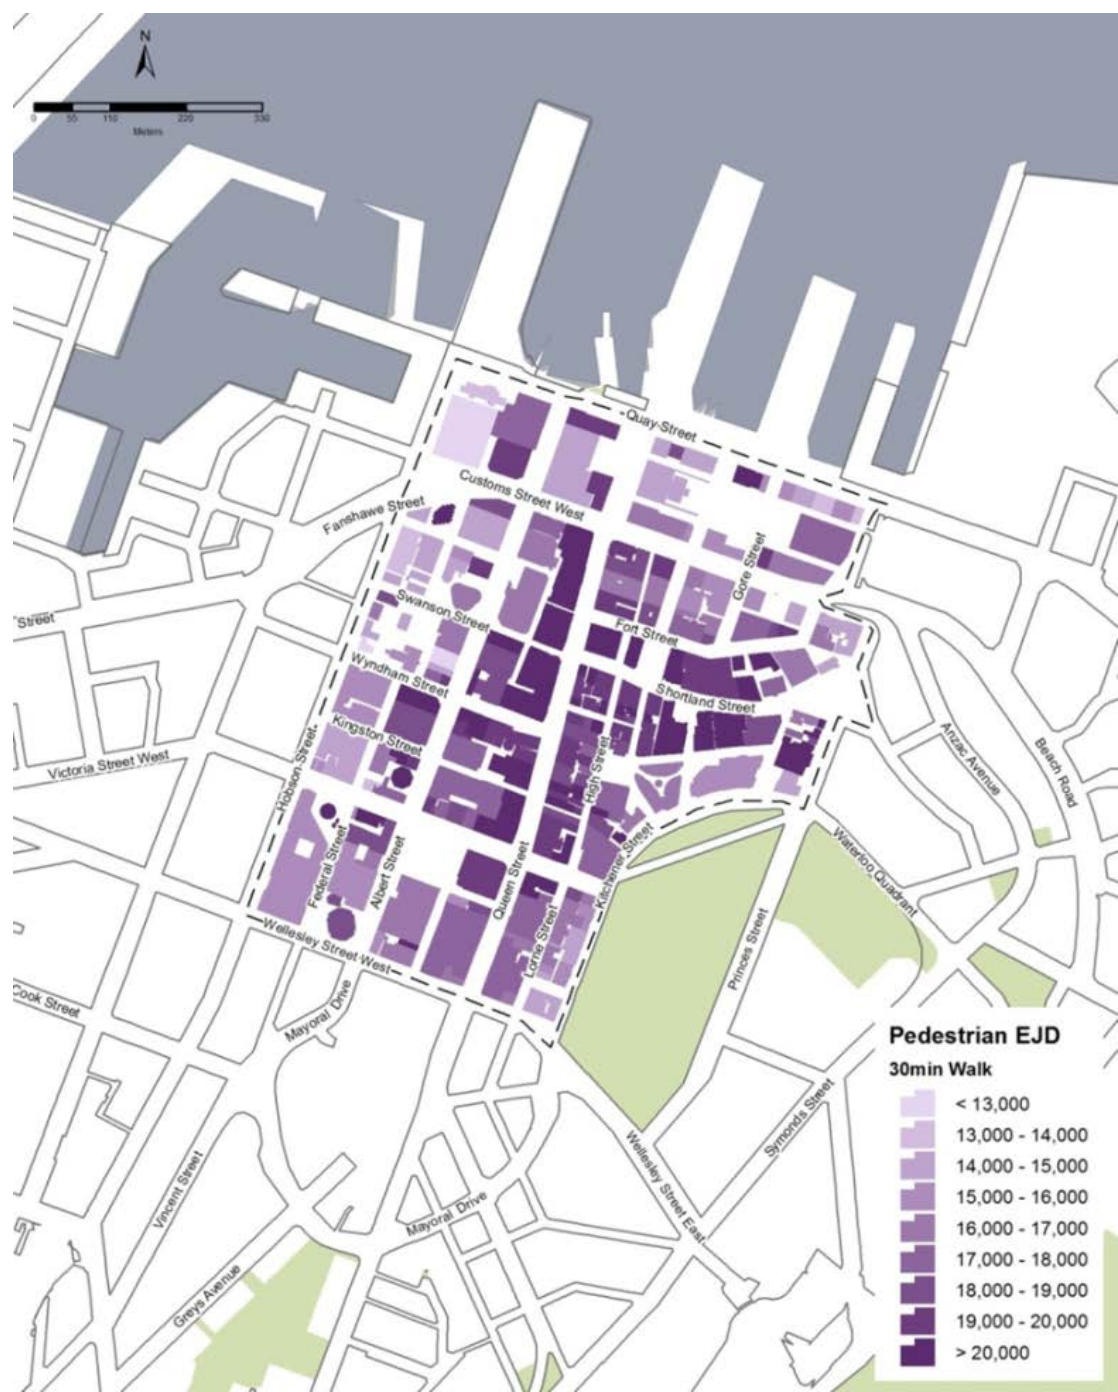 N
0 55 110 220 330
Meters
Quay Street
Customs Street West
Fanshawe Street
Gore Street
Swanson Street
Fort Street
Street
Wyndham Street
Shortland Street
Kingston Street
Hobson Street
High Street
Victoria Street West
Anzac Avenue
Beach Road
Federal Street
Albert Street
Queen Street
Kitchener Street
Waterloo Quadrant
Lorne Street
Wellesley Street West
Princes Street
Cook Street
Mayoral Drive
Pedestrian EJD
30min Walk
< 13,000
13,000 - 14,000
14,000 - 15,000
15,000 - 16,000
16,000 - 17,000
17,000 - 18,000
18,000 - 19,000
19,000 - 20,000
> 20,000
Symonds Street
Wellesley Street East
Vincent Street
Mayoral Drive
Greys Avenue